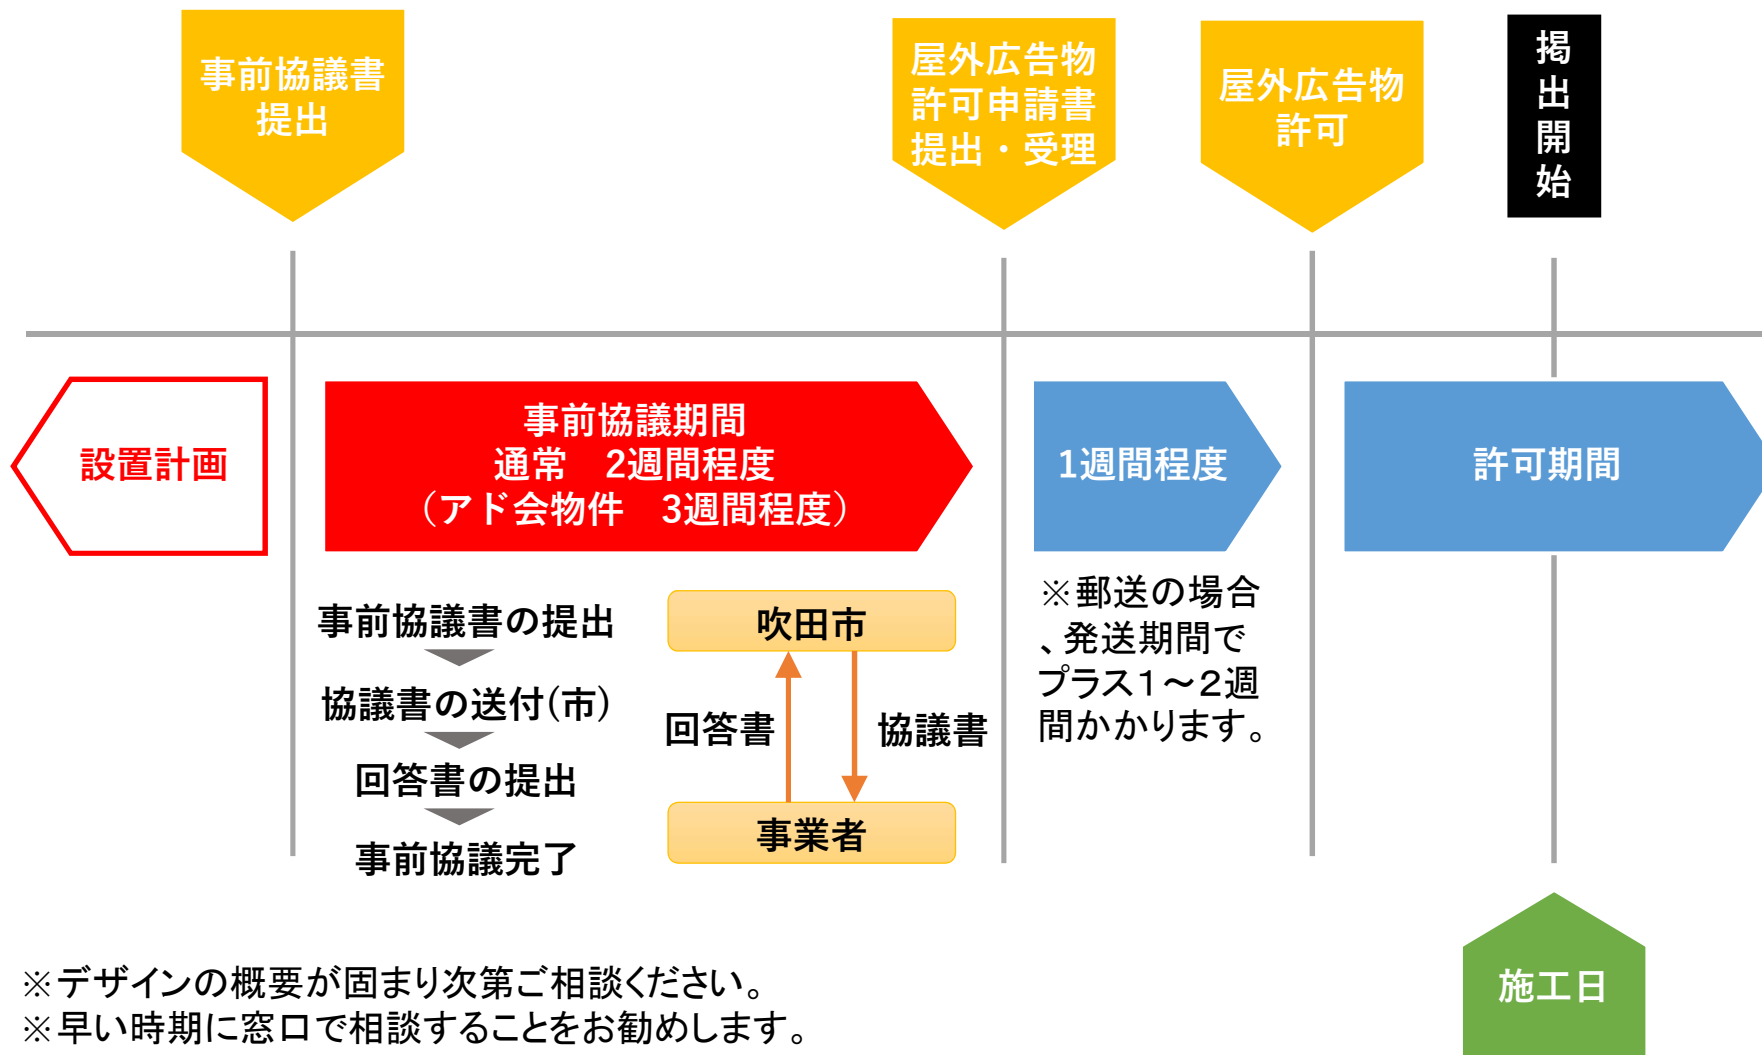 事前協議書
提出
屋外広告物
許可申請書
提出・受理
屋外広告物
許可
掲出開始
設置計画
事前協議期間
通常　2週間程度
（アド会物件　3週間程度）
1週間程度
許可期間
事前協議書の提出
協議書の送付(市)
回答書の提出
事前協議完了
吹田市
回答書
協議書
事業者
※郵送の場合
、発送期間で
プラス１～２週
間かかります。
施工日
※デザインの概要が固まり次第ご相談ください。
※早い時期に窓口で相談することをお勧めします。